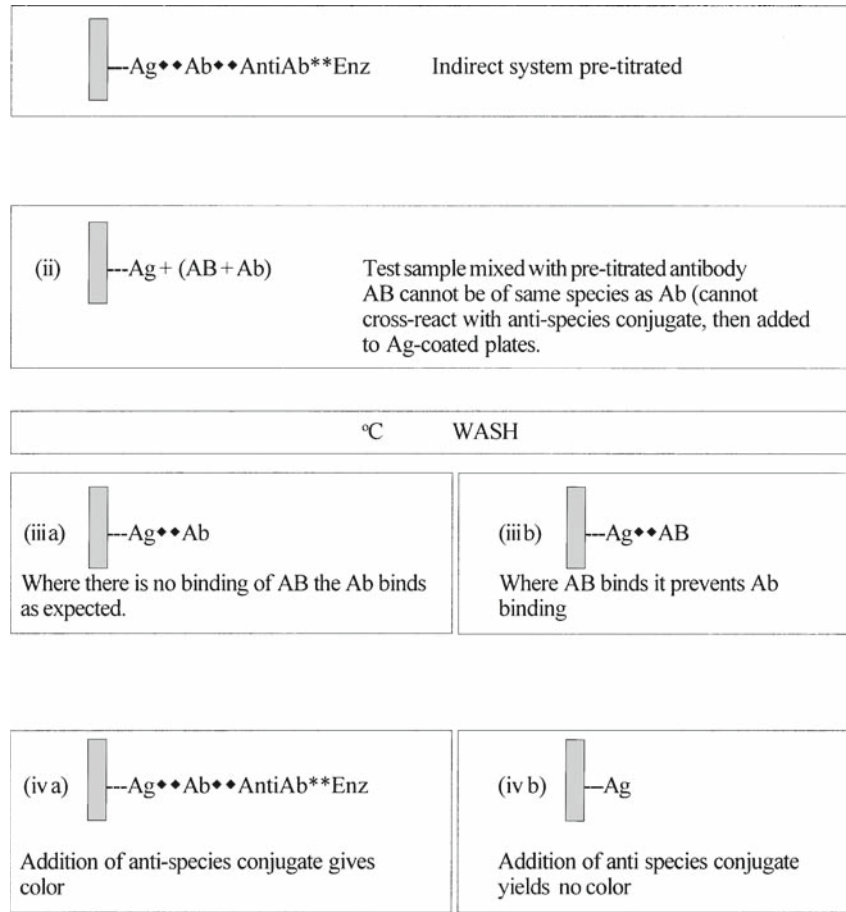 ---Ag◆◆Ab◆◆AntiAb**Enz Indirect system pre-titrated
(ii) ---Ag + (AB + Ab) Test sample mixed with pre-titrated antibody
AB cannot be of same species as Ab (cannot
cross-react with anti-species conjugate, then added
to Ag-coated plates.
ºC WASH
(iii a) ---Ag◆◆Ab
Where there is no binding of AB the Ab binds
as expected.
(iii b) ---Ag◆◆AB
Where AB binds it prevents Ab
binding
(iv a) ---Ag◆◆Ab◆◆AntiAb**Enz
Addition of anti-species conjugate gives
color
(iv b) ---Ag
Addition of anti species conjugate
yields no color